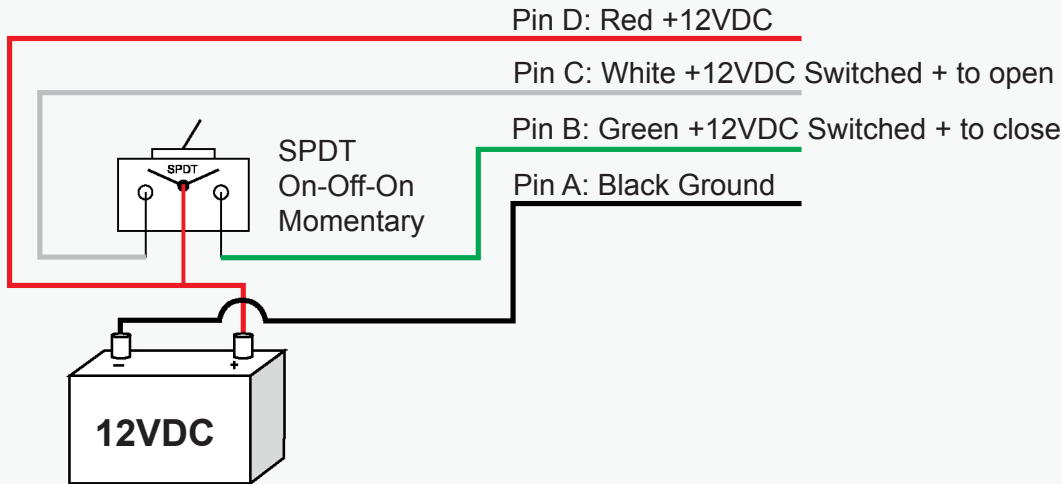 Pin D: Red +12VDC
Pin C: White +12VDC Switched + to open
Pin B: Green +12VDC Switched + to close
Pin A: Black Ground
SPDT
SPDT
On-Off-On
Momentary
– +
12VDC